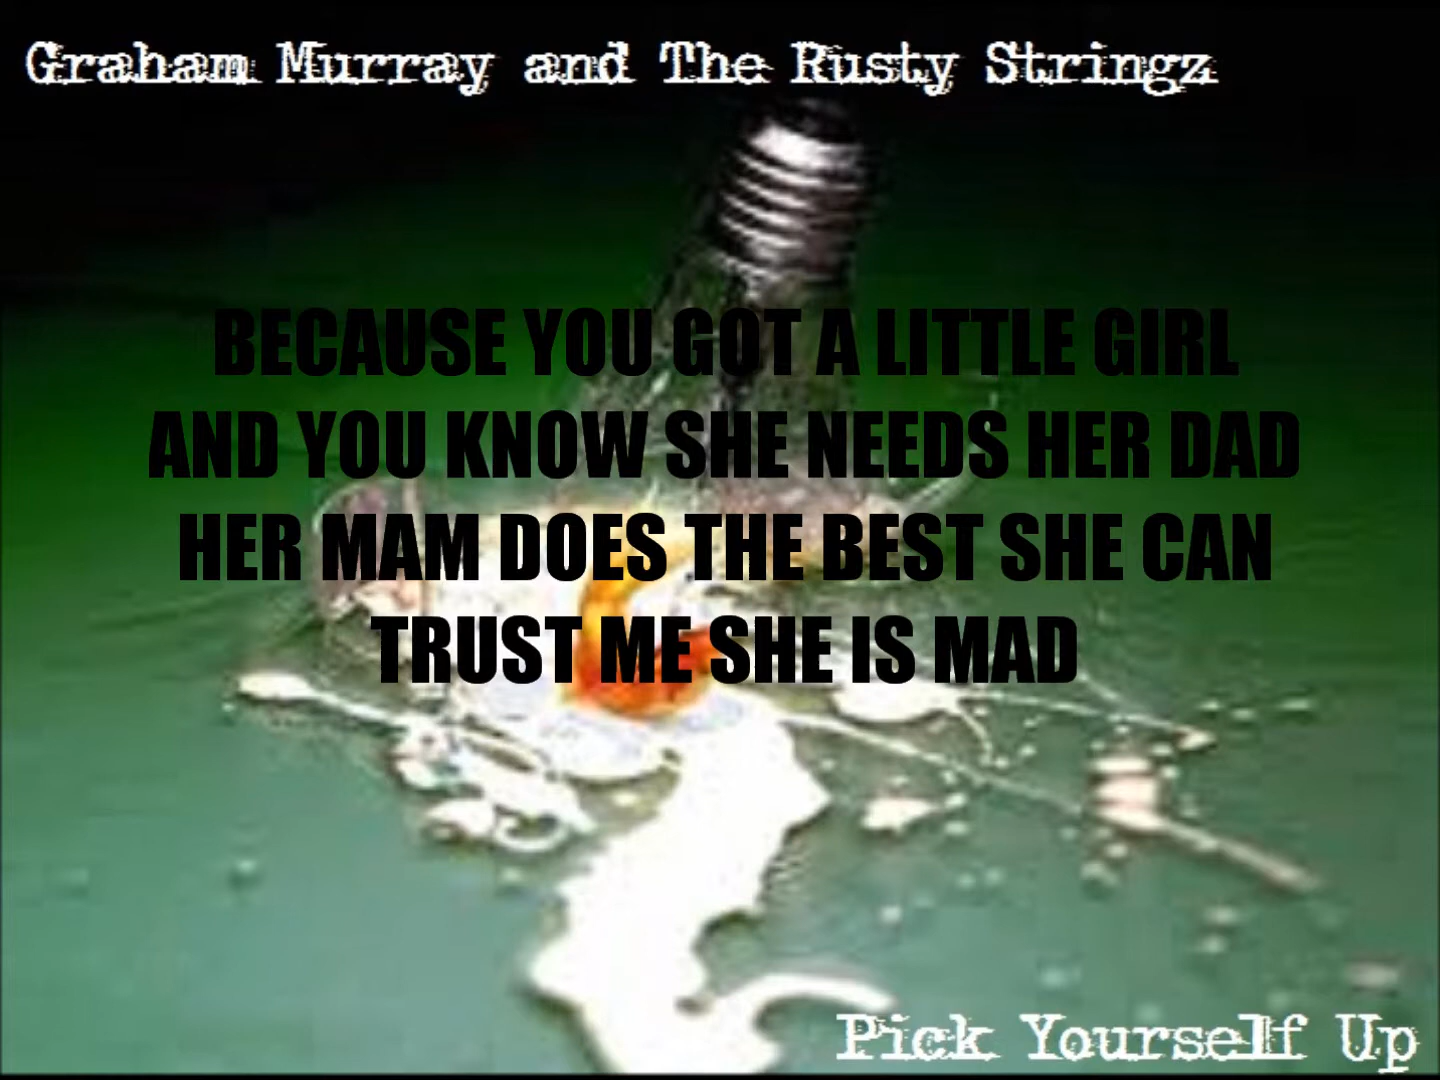 Graham Murray and The Rusty Stringz
BECAUSE YOU GOT A LITTLE GIRL
AND YOU KNOW SHE NEEDS HER DAD
HER MAM DOES THE BEST SHE CAN
TRUST ME SHE IS MAD
Pick Yourself Up